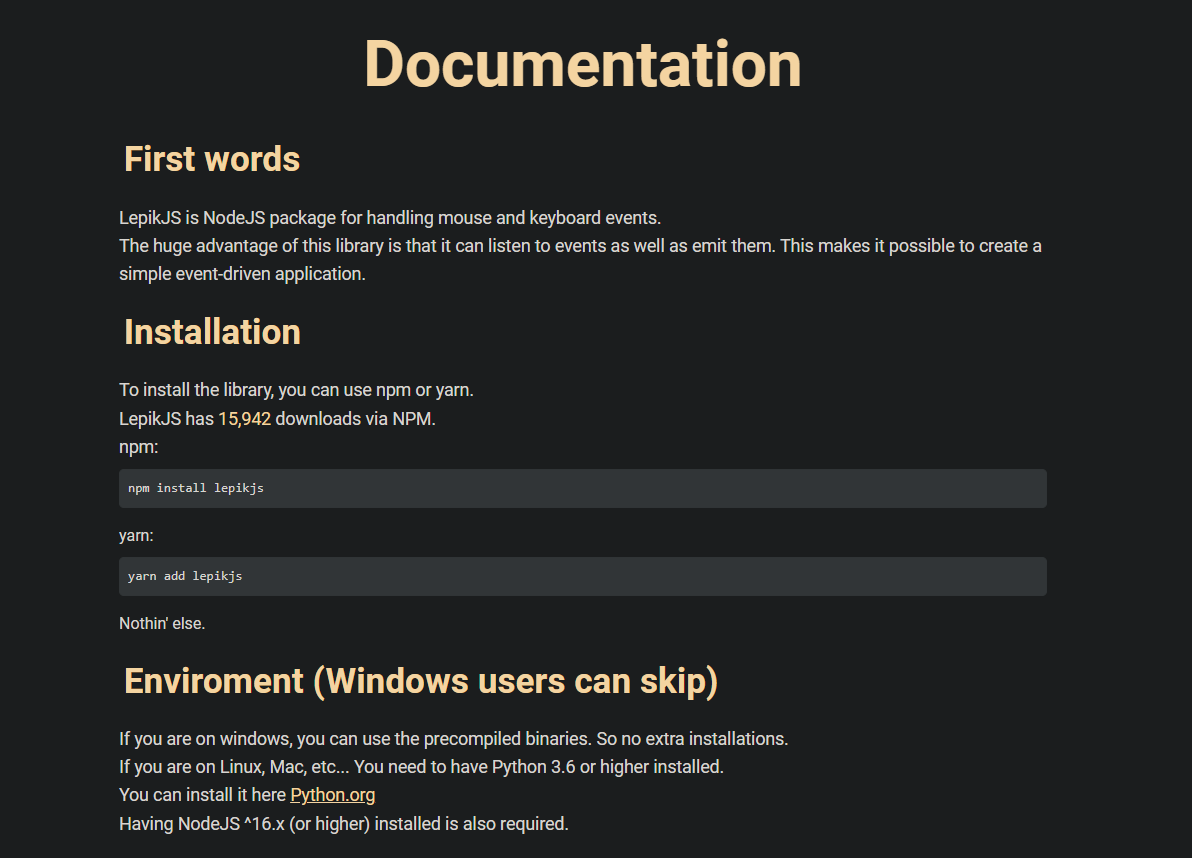 Documentation
First words
LepikJS is NodeJS package for handling mouse and keyboard events.
The huge advantage of this library is that it can listen to events as well as emit them. This makes it possible to create a
simple event-driven application.
Installation
To install the library, you can use npm or yarn.
LepikJS has 15,942 downloads via NPM.
npm:
npm install lepikjs
yarn:
yarn add lepikjs
Nothin' else.
Enviroment (Windows users can skip)
If you are on windows, you can use the precompiled binaries. So no extra installations.
If you are on Linux, Mac, etc... You need to have Python 3.6 or higher installed.
You can install it here Python.org
Having NodeJS ^16.x (or higher) installed is also required.